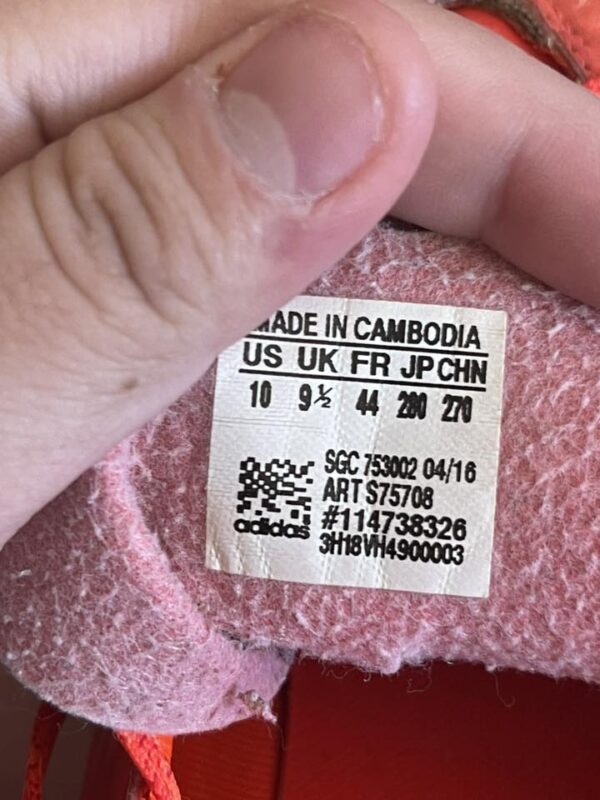 MADE IN CAMBODIA
US UK FR JP CHN
10 9½ 44 280 270
SGC 753002 04/16
ART S75708
#114738326
adidas 3H18VH4900003